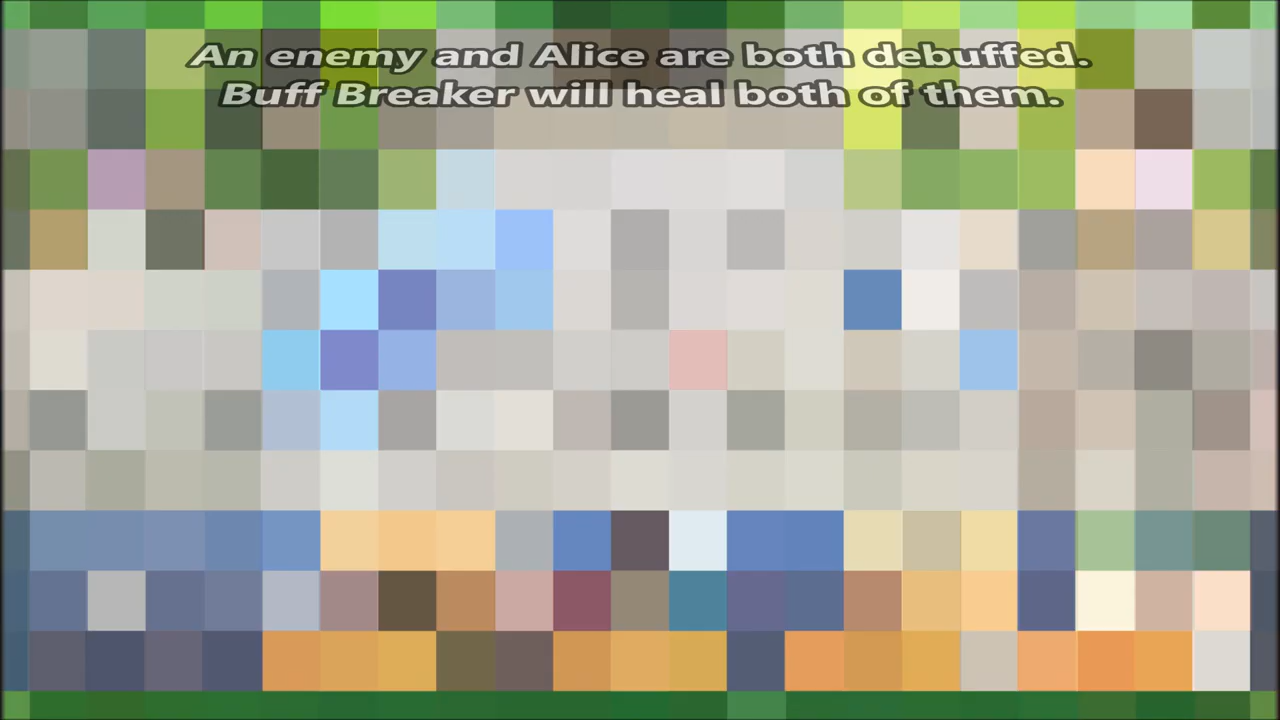 An enemy and Alice are both debuffed.
Buff Breaker will heal both of them.